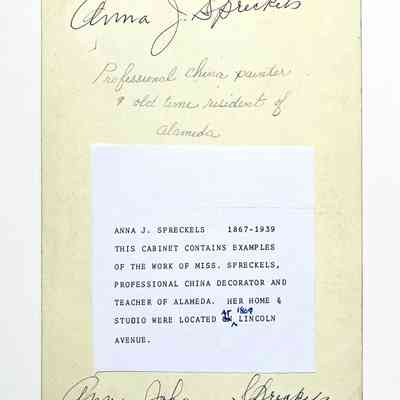 Anna J. Spreckels
Professional china painter
& old time resident of
Alameda
ANNA J. SPRECKELS 1867-1939
THIS CABINET CONTAINS EXAMPLES
OF THE WORK OF MISS. SPRECKELS,
PROFESSIONAL CHINA DECORATOR AND
TEACHER OF ALAMEDA. HER HOME &
STUDIO WERE LOCATED AT LINCOLN
AVENUE.
Spreckels